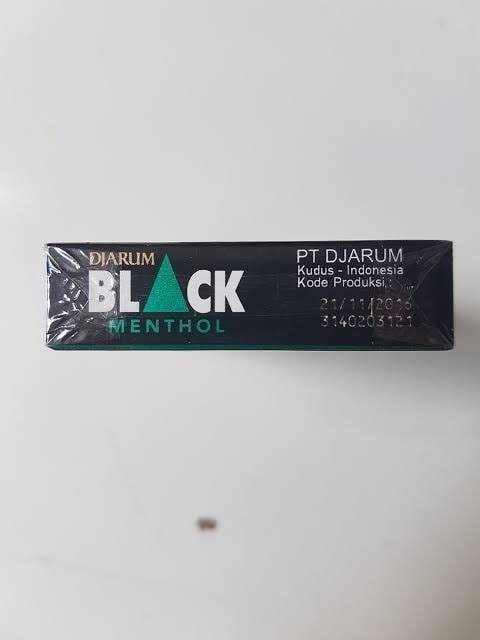 DJARUM
BLACK
MENTHOL
PT DJARUM
Kudus - Indonesia
Kode Produksi :
21/11/2016
3140203121